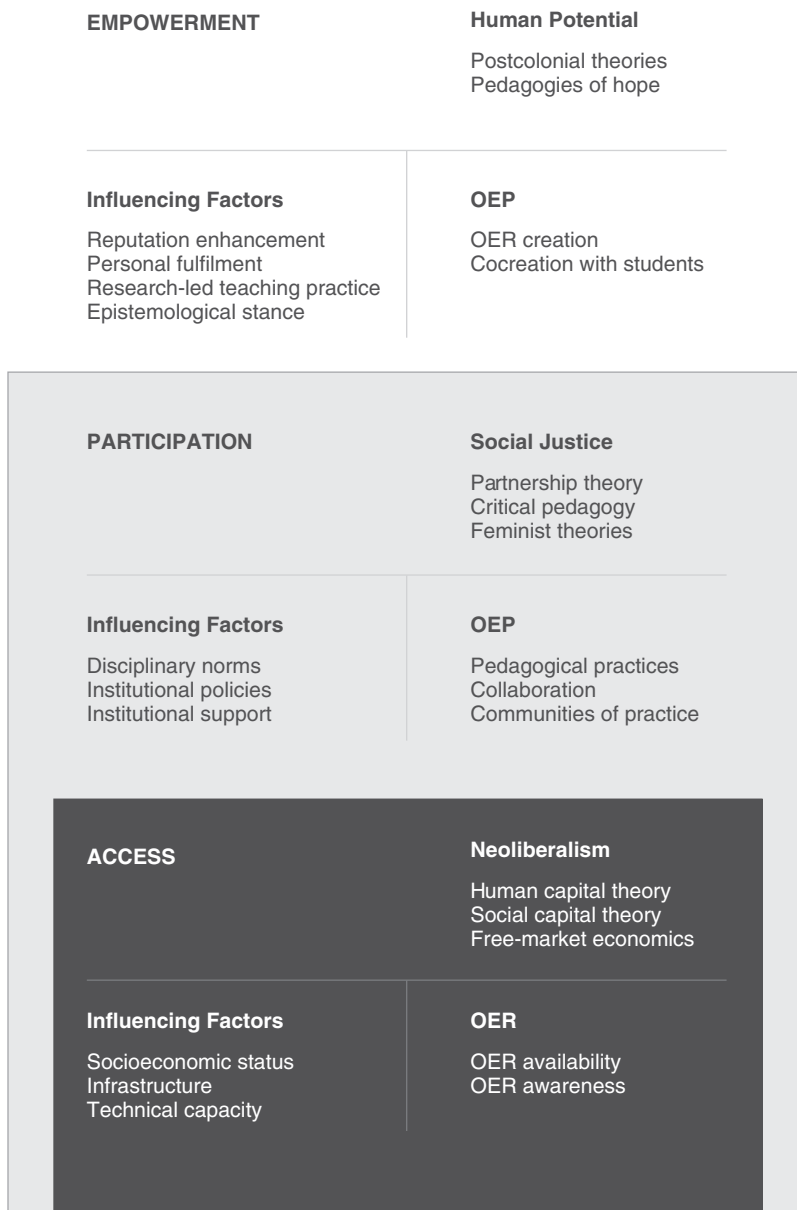 EMPOWERMENT
Human Potential
Postcolonial theories
Pedagogies of hope
Influencing Factors
Reputation enhancement
Personal fulfilment
Research-led teaching practice
Epistemological stance
OEP
OER creation
Cocreation with students
PARTICIPATION
Social Justice
Partnership theory
Critical pedagogy
Feminist theories
Influencing Factors
Disciplinary norms
Institutional policies
Institutional support
OEP
Pedagogical practices
Collaboration
Communities of practice
ACCESS
Neoliberalism
Human capital theory
Social capital theory
Free-market economics
Influencing Factors
Socioeconomic status
Infrastructure
Technical capacity
OER
OER availability
OER awareness